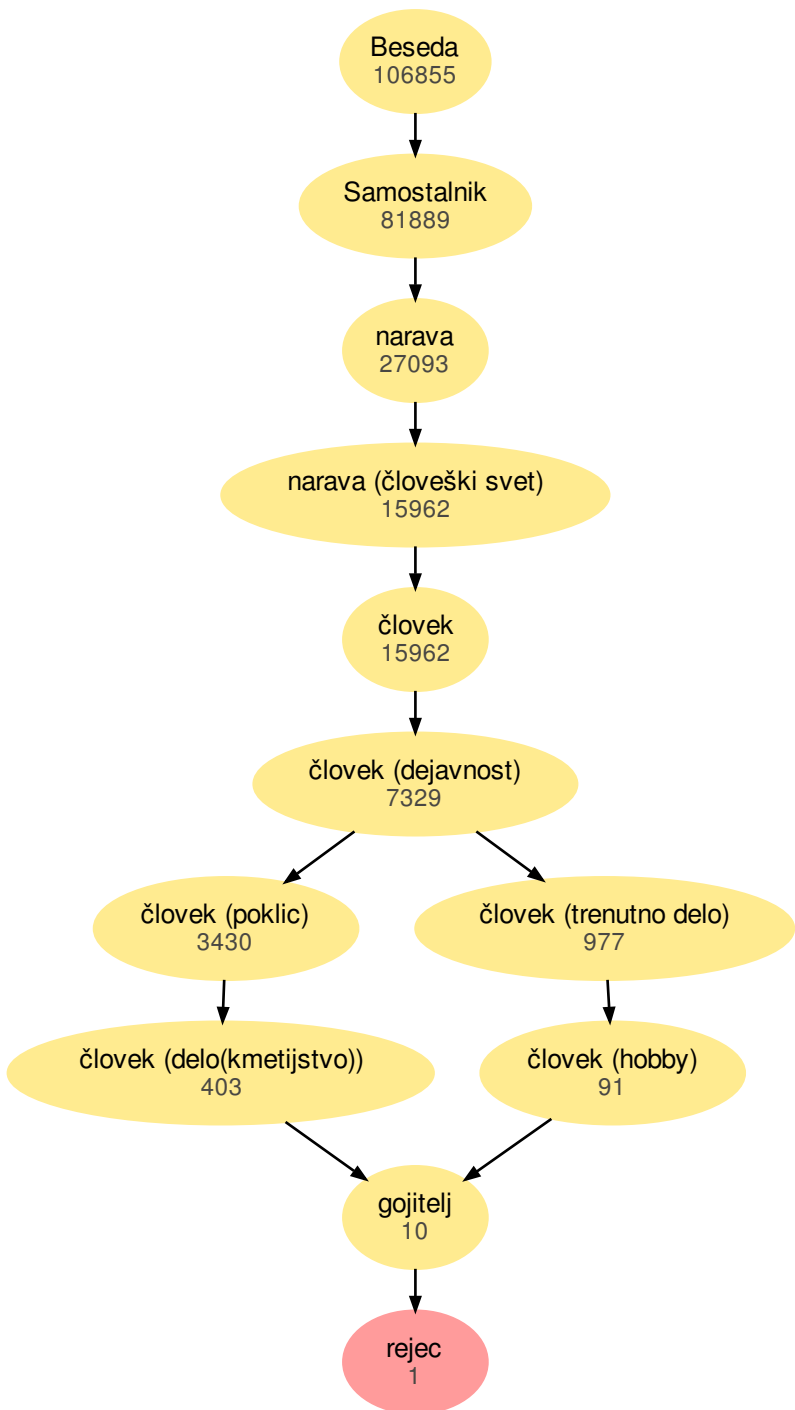 Beseda
106855
Samostalnik
81889
narava
27093
narava (človeški svet)
15962
človek
15962
človek (dejavnost)
7329
človek (poklic)
3430
človek (trenutno delo)
977
človek (delo(kmetijstvo))
403
človek (hobby)
91
gojitelj
10
rejec
1